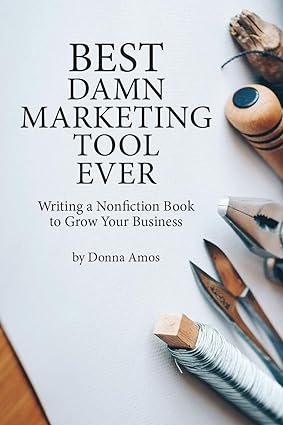 BEST
DAMN
MARKETING
TOOL
EVER
Writing a Nonfiction Book
to Grow Your Business
by Donna Amos